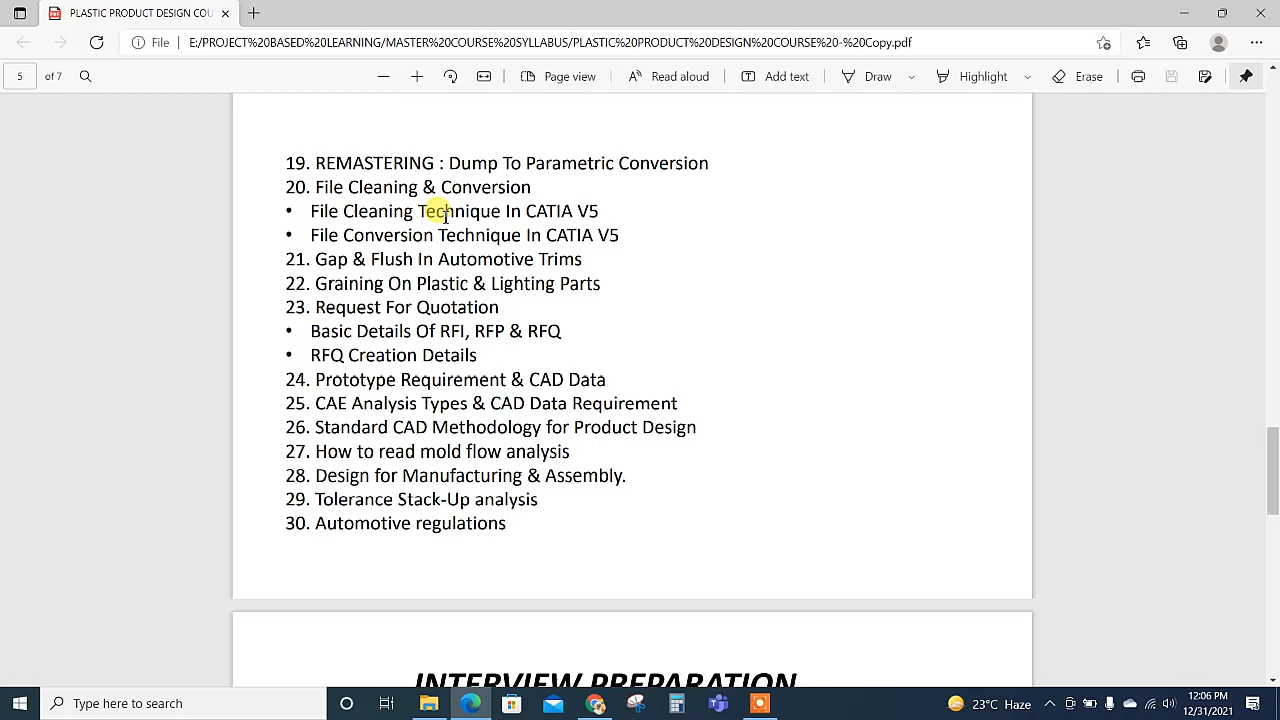 PLASTIC PRODUCT DESIGN COU
File
E:/PROJECT%20BASED%20LEARNING/MASTER%20COURSE%20SYLLABUS/PLASTIC%20PRODUCT%20DESIGN%20COURSE%20-%20Copy.pdf
5 of 7
Page view
Read aloud
Add text
Draw
Highlight
Erase
19. REMASTERING : Dump To Parametric Conversion
20. File Cleaning & Conversion
• File Cleaning Technique In CATIA V5
• File Conversion Technique In CATIA V5
21. Gap & Flush In Automotive Trims
22. Graining On Plastic & Lighting Parts
23. Request For Quotation
• Basic Details Of RFI, RFP & RFQ
• RFQ Creation Details
24. Prototype Requirement & CAD Data
25. CAE Analysis Types & CAD Data Requirement
26. Standard CAD Methodology for Product Design
27. How to read mold flow analysis
28. Design for Manufacturing & Assembly.
29. Tolerance Stack-Up analysis
30. Automotive regulations
INTERVIEW PREPARATION
Type here to search
23°C Haze
12:06 PM
12/31/2021